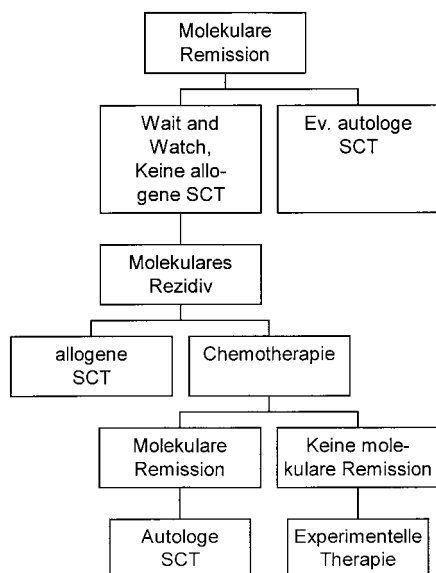 Molekulare
Remission
Wait and
Watch,
Keine allo-
gene SCT
Ev. autologe
SCT
Molekulares
Rezidiv
allogene
SCT
Chemotherapie
Molekulare
Remission
Keine mole-
kulare Remission
Autologe
SCT
Experimentelle
Therapie